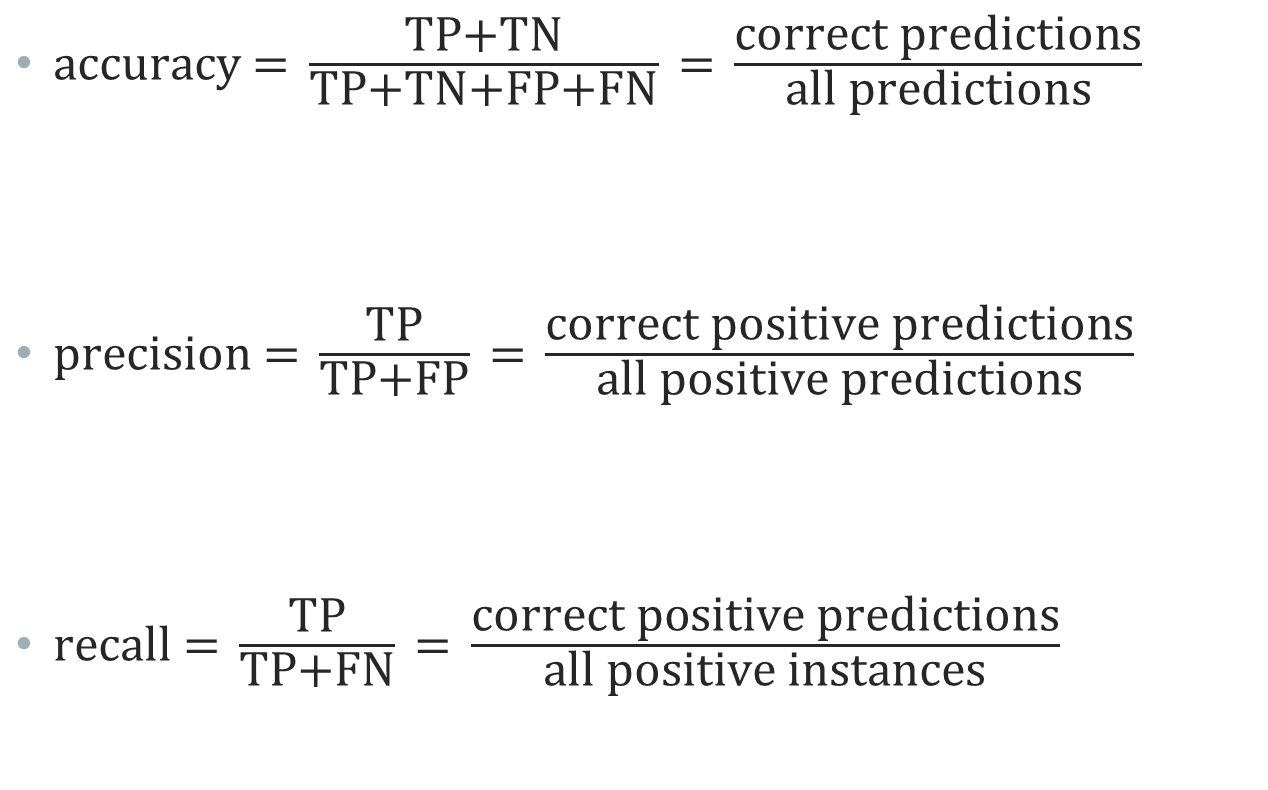 • accuracy = TP+TN / TP+TN+FP+FN = correct predictions / all predictions
• precision = TP / TP+FP = correct positive predictions / all positive predictions
• recall = TP / TP+FN = correct positive predictions / all positive instances